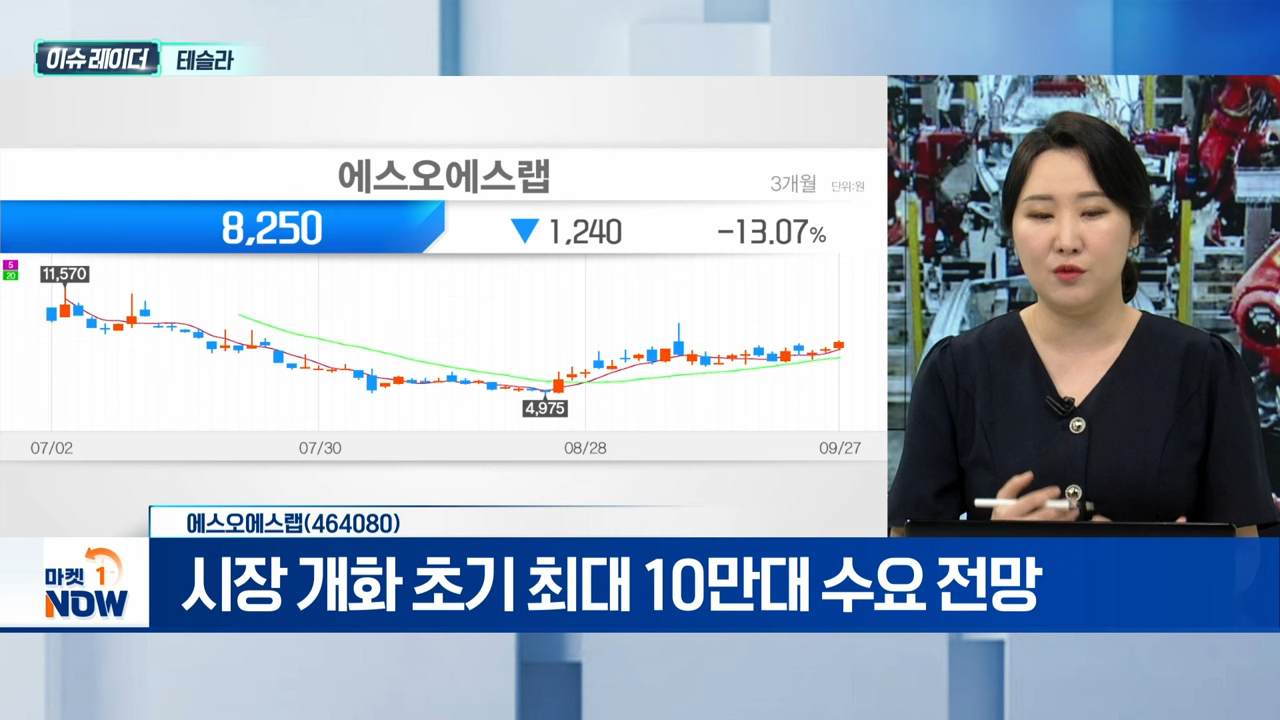 이슈 레이더 테슬라
에스오에스랩
3개월 단위:원
8,250 ▼ 1,240 -13.07%
5
20
11,570
4,975
07/02 07/30 08/28 09/27
에스오에스랩(464080)
마켓 1
NOW
시장 개화 초기 최대 10만대 수요 전망